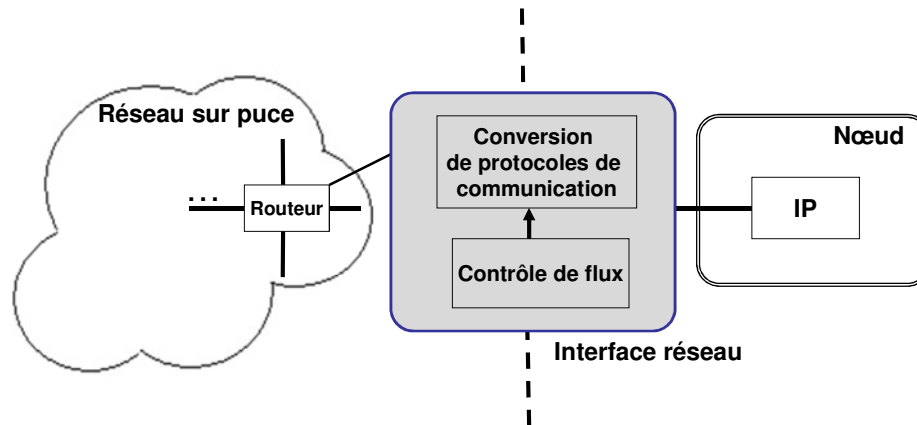 Réseau sur puce
...
Routeur
Conversion
de protocoles de
communication
Contrôle de flux
Interface réseau
Nœud
IP